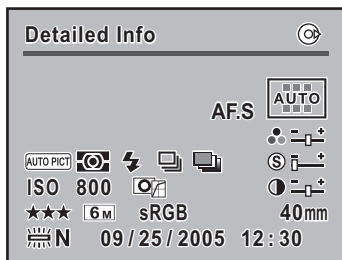 Detailed Info
AUTO
AF.S
AUTO PICT
S
ISO 800
6M sRGB 40mm
N 09/25/2005 12:30